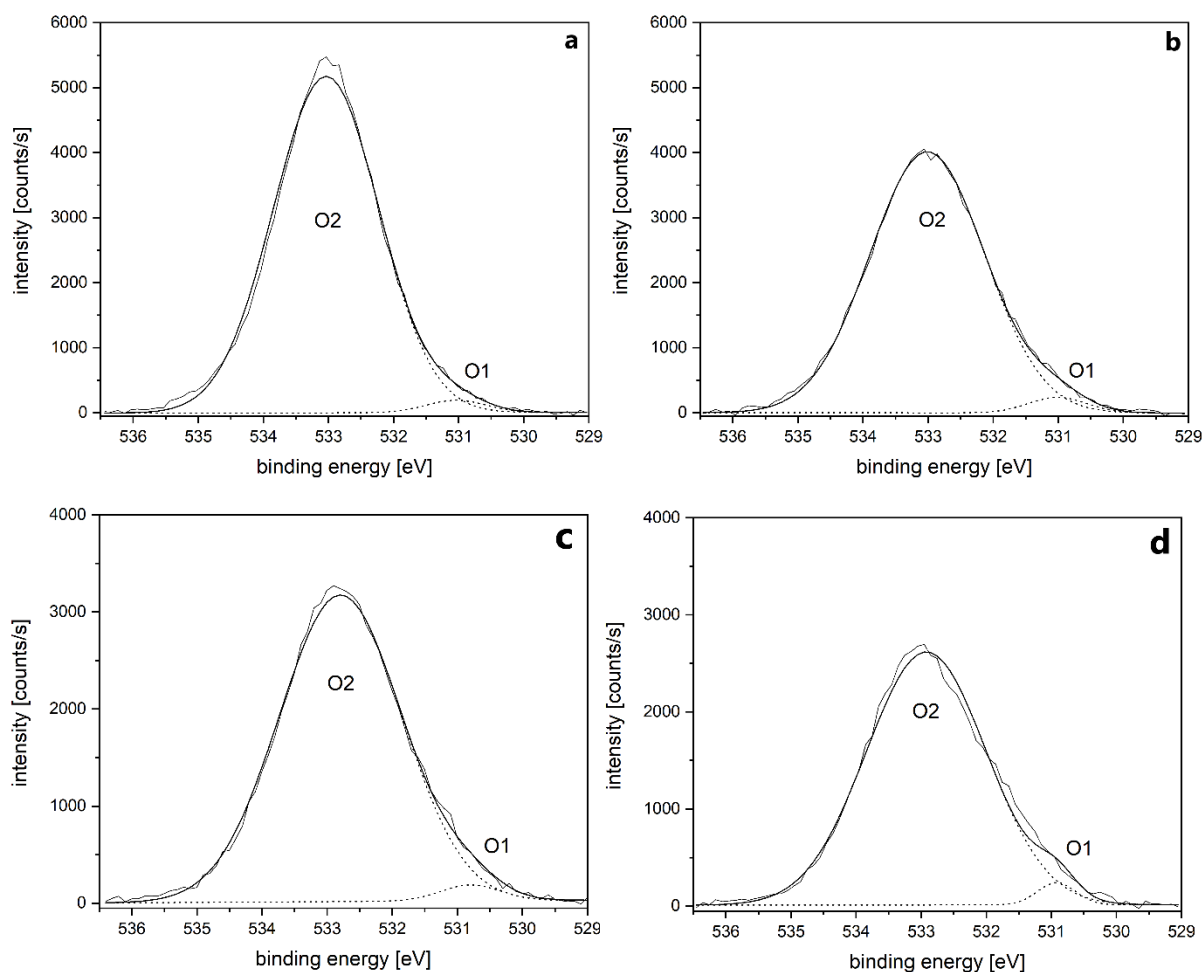 a
6000
5000
4000
3000
2000
1000
0
intensity [counts/s]
O2
O1
536 535 534 533 532 531 530 529
binding energy [eV]
b
6000
5000
4000
3000
2000
1000
0
intensity [counts/s]
O2
O1
536 535 534 533 532 531 530 529
binding energy [eV]
c
4000
3000
2000
1000
0
intensity [counts/s]
O2
O1
536 535 534 533 532 531 530 529
binding energy [eV]
d
4000
3000
2000
1000
0
intensity [counts/s]
O2
O1
536 535 534 533 532 531 530 529
binding energy [eV]